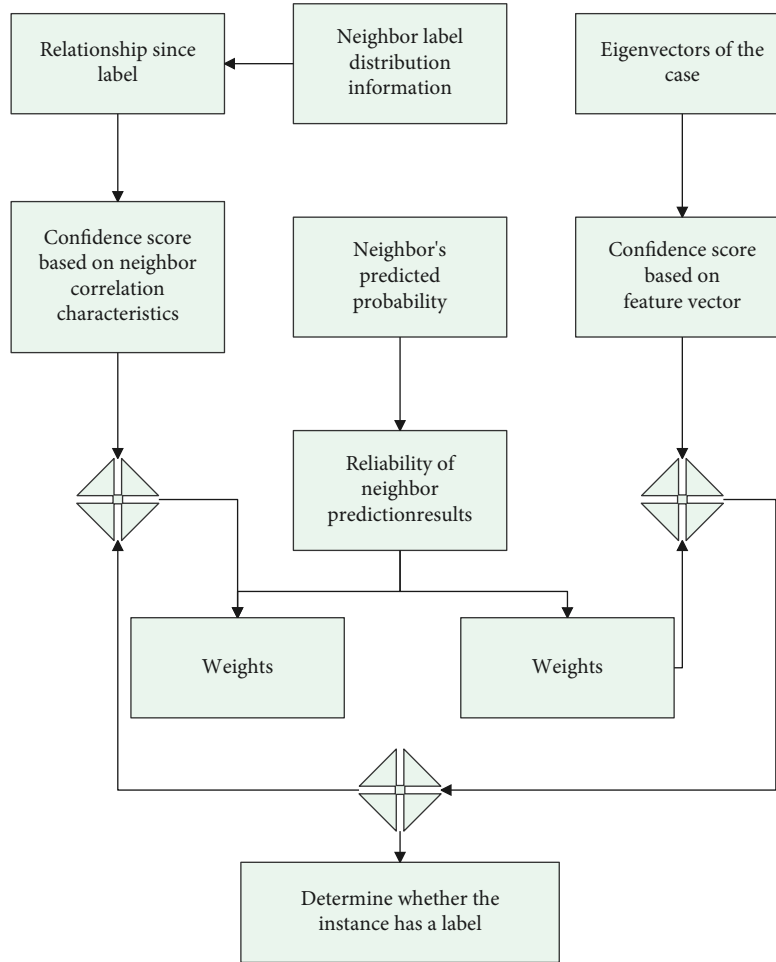 Relationship since
label
Neighbor label
distribution
information
Eigenvectors of the
case
Confidence score
based on neighbor
correlation
characteristics
Neighbor's
predicted
probability
Confidence score
based on
feature vector
Reliability of
neighbor
predictionresults
Weights
Weights
Determine whether the
instance has a label